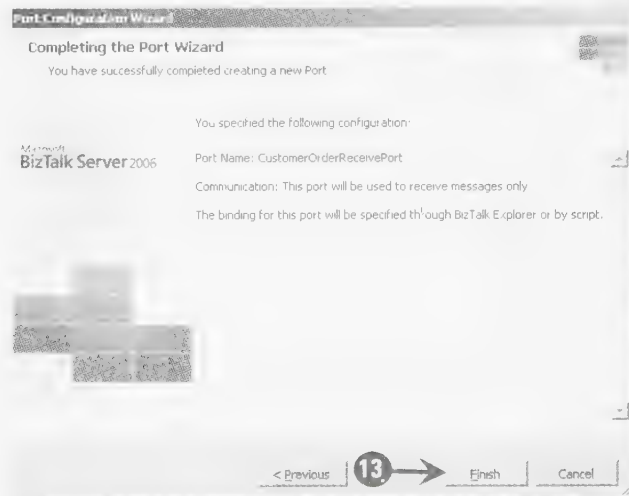 Port Configuration Wizard
Completing the Port Wizard
You have successfully completed creating a new Port
You specified the following configuration:
Microsoft
BizTalk Server 2006
Port Name: CustomerOrderReceivePort
Communication: This port will be used to receive messages only
The binding for this port will be specified through BizTalk Explorer or by script.
< Previous
13
Finish
Cancel